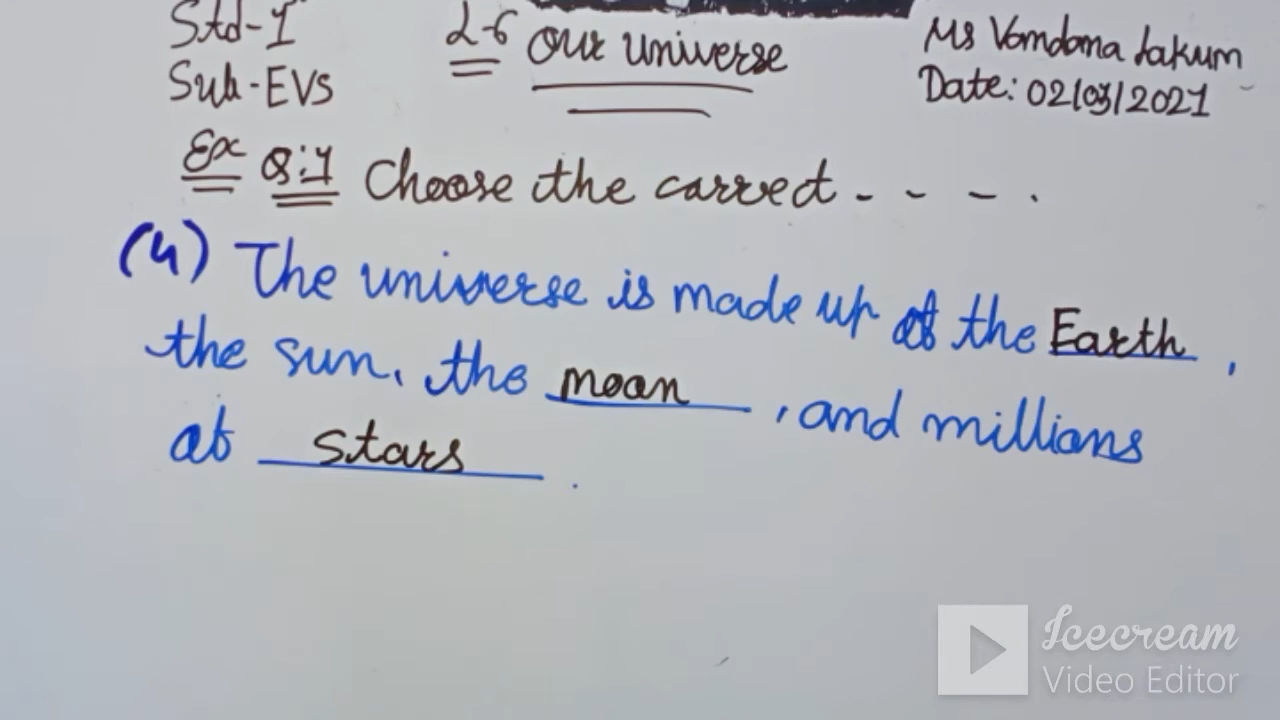 Std-1
L-6 Our universe
Ms Vandana Lakum
Sub-EVS
Date: 02/03/2021
Ex Q:1 Choose the correct - - - .
(4) The universe is made up of the Earth,
the sun, the moon, and millions
of stars.
Icecream
Video Editor